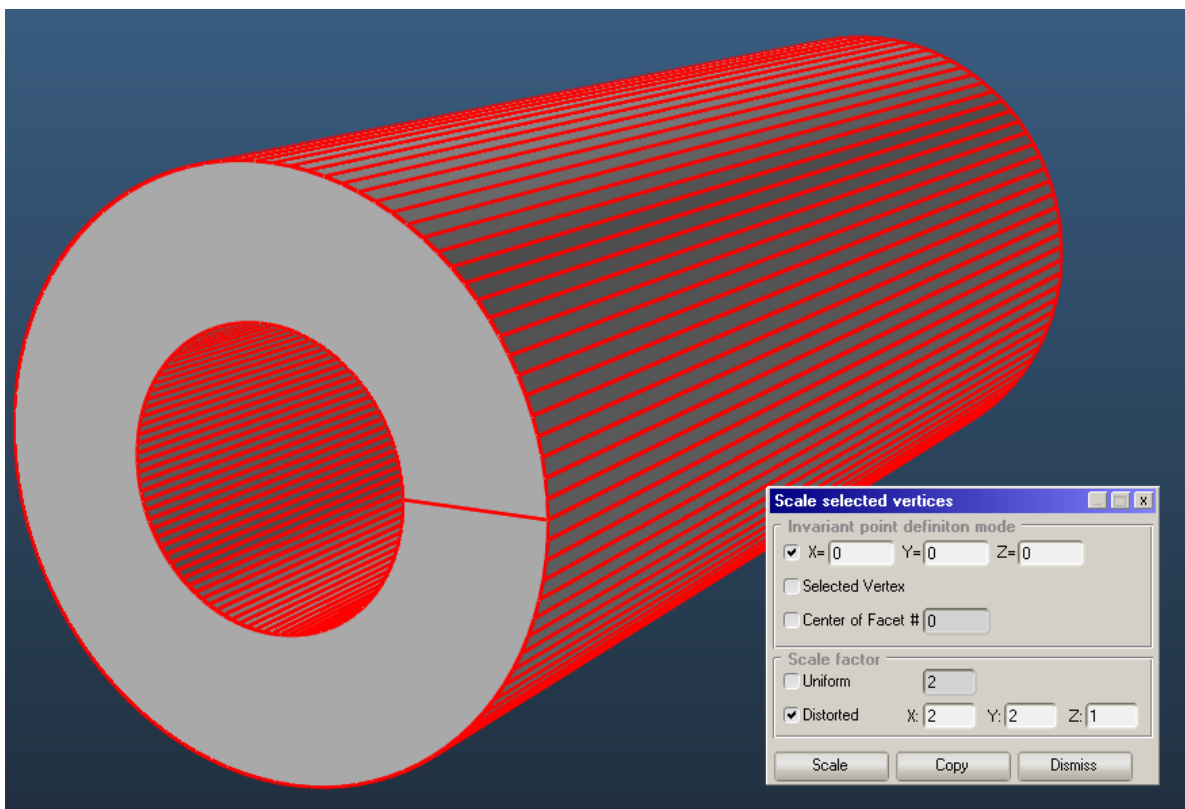 Scale selected vertices
Invariant point definiton mode
X= 0 Y= 0 Z= 0
Selected Vertex
Center of Facet # 0
Scale factor
Uniform 2
Distorted X: 2 Y: 2 Z: 1
Scale Copy Dismiss